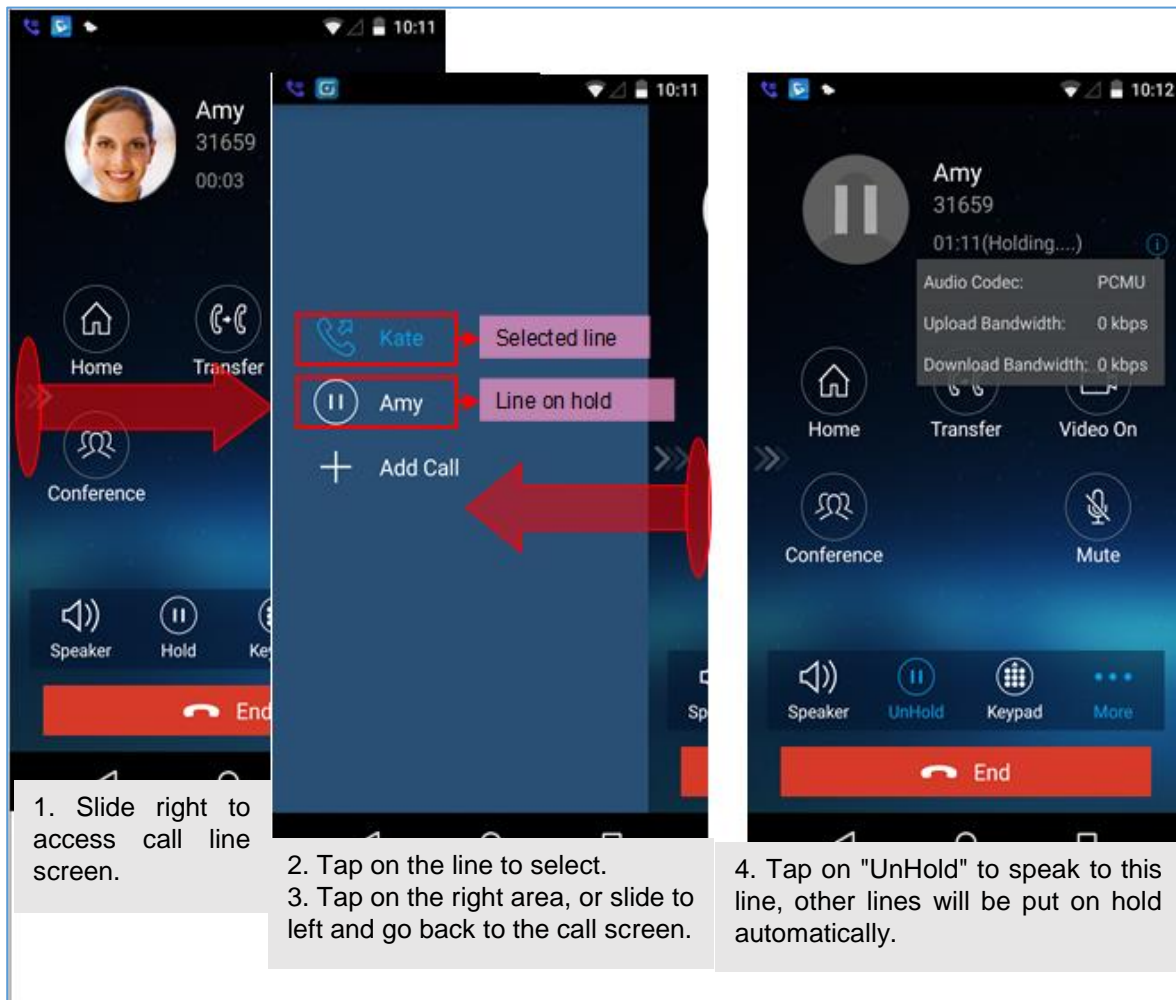 10:11
Amy
31659
00:03
Home
Transfer
Conference
Speaker
Hold
Key
End
1. Slide right to
access call line
screen.
10:11
Kate
Selected line
Amy
Line on hold
Add Call
Sp
2. Tap on the line to select.
3. Tap on the right area, or slide to
left and go back to the call screen.
10:12
Amy
31659
01:11(Holding....)
Audio Codec: PCMU
Upload Bandwidth: 0 kbps
Download Bandwidth: 0 kbps
Home
Transfer
Video On
Conference
Mute
Speaker
UnHold
Keypad
More
End
4. Tap on "UnHold" to speak to this
line, other lines will be put on hold
automatically.